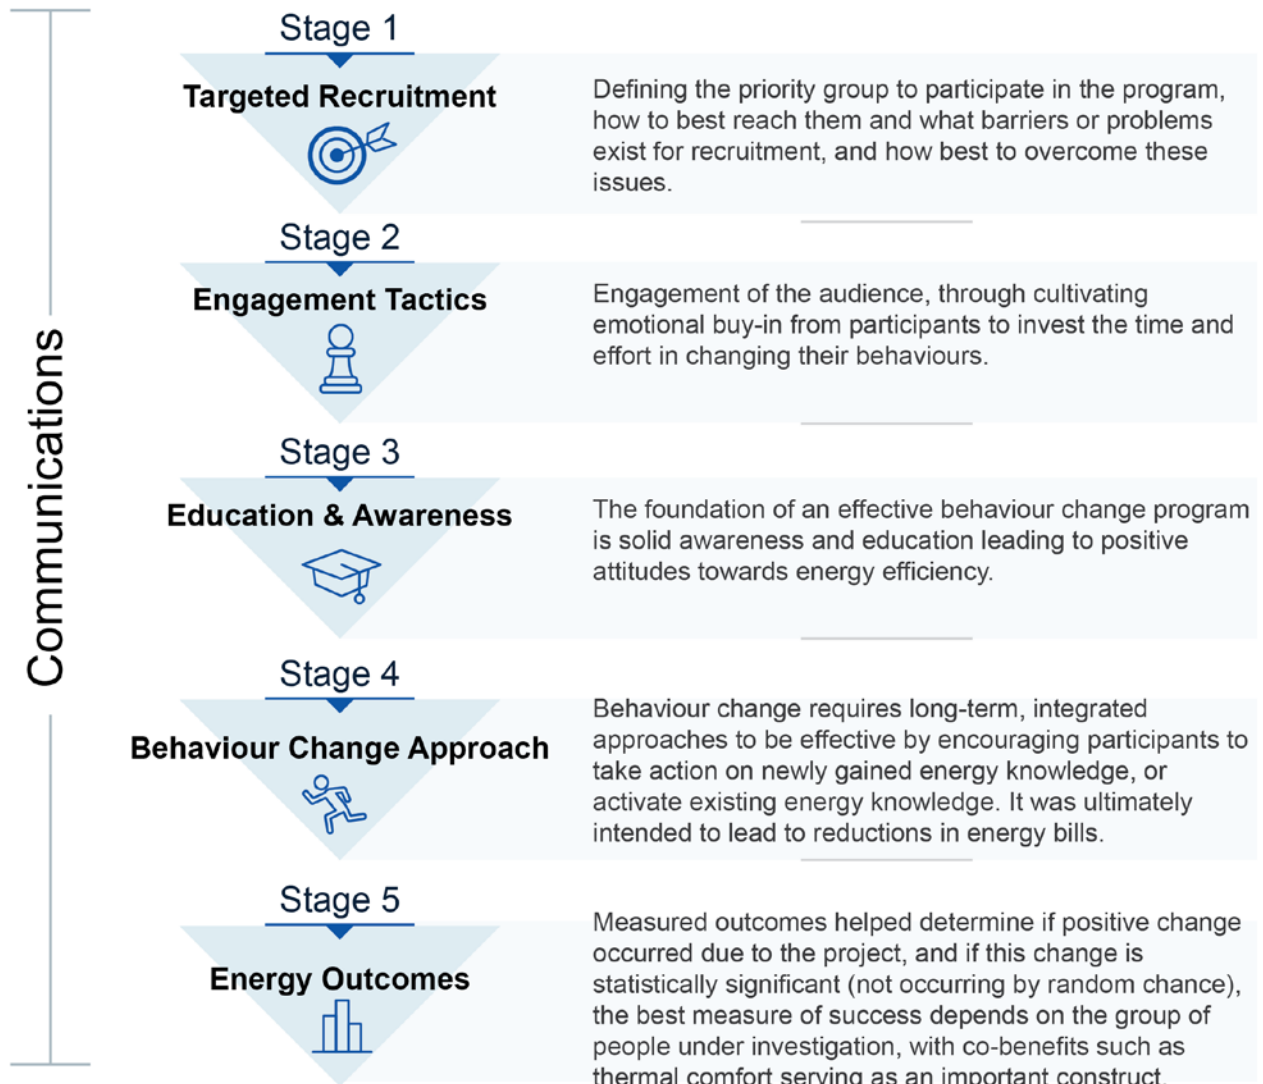 Communications
Stage 1
Targeted Recruitment
Defining the priority group to participate in the program,
how to best reach them and what barriers or problems
exist for recruitment, and how best to overcome these
issues.
Stage 2
Engagement Tactics
Engagement of the audience, through cultivating
emotional buy-in from participants to invest the time and
effort in changing their behaviours.
Stage 3
Education & Awareness
The foundation of an effective behaviour change program
is solid awareness and education leading to positive
attitudes towards energy efficiency.
Stage 4
Behaviour Change Approach
Behaviour change requires long-term, integrated
approaches to be effective by encouraging participants to
take action on newly gained energy knowledge, or
activate existing energy knowledge. It was ultimately
intended to lead to reductions in energy bills.
Stage 5
Energy Outcomes
Measured outcomes helped determine if positive change
occurred due to the project, and if this change is
statistically significant (not occurring by random chance),
the best measure of success depends on the group of
people under investigation, with co-benefits such as
thermal comfort serving as an important construct.